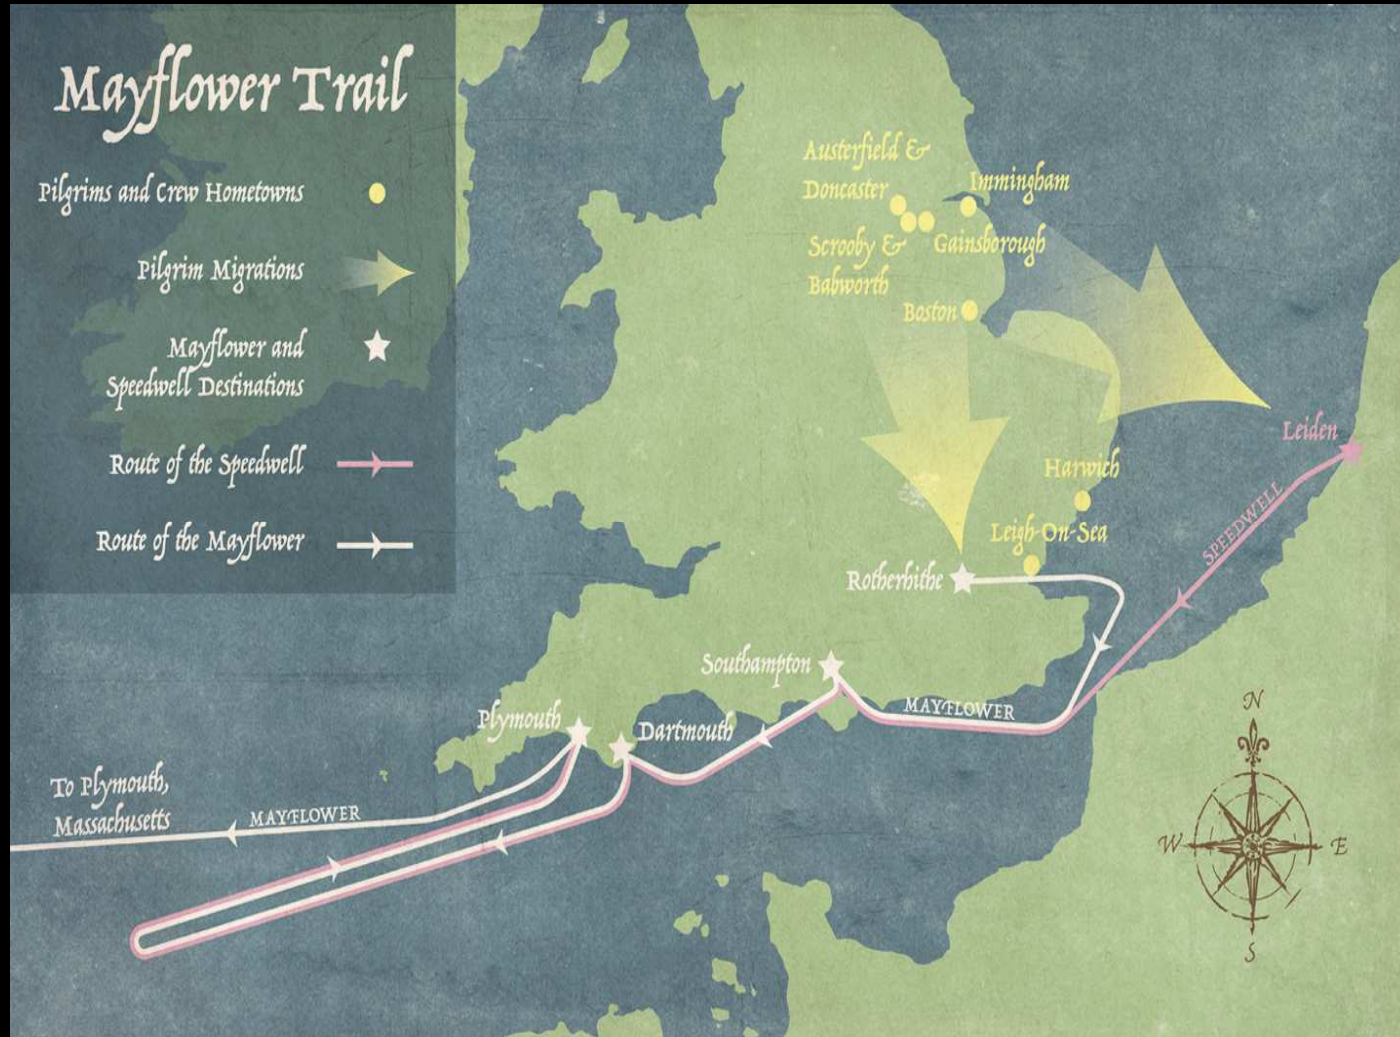 Mayflower Trail
Pilgrims and Crew Hometowns
Pilgrim Migrations
Mayflower and
Speedwell Destinations
Route of the Speedwell
Route of the Mayflower
Austerfield &
Doncaster
Immingham
Scrooby &
Babworth
Gainsborough
Boston
Leiden
Harwich
Leigh-On-Sea
SPEEDWELL
Rotherhithe
Southampton
MAYFLOWER
Plymouth
Dartmouth
To Plymouth,
Massachusetts
MAYFLOWER
N
W
E
S